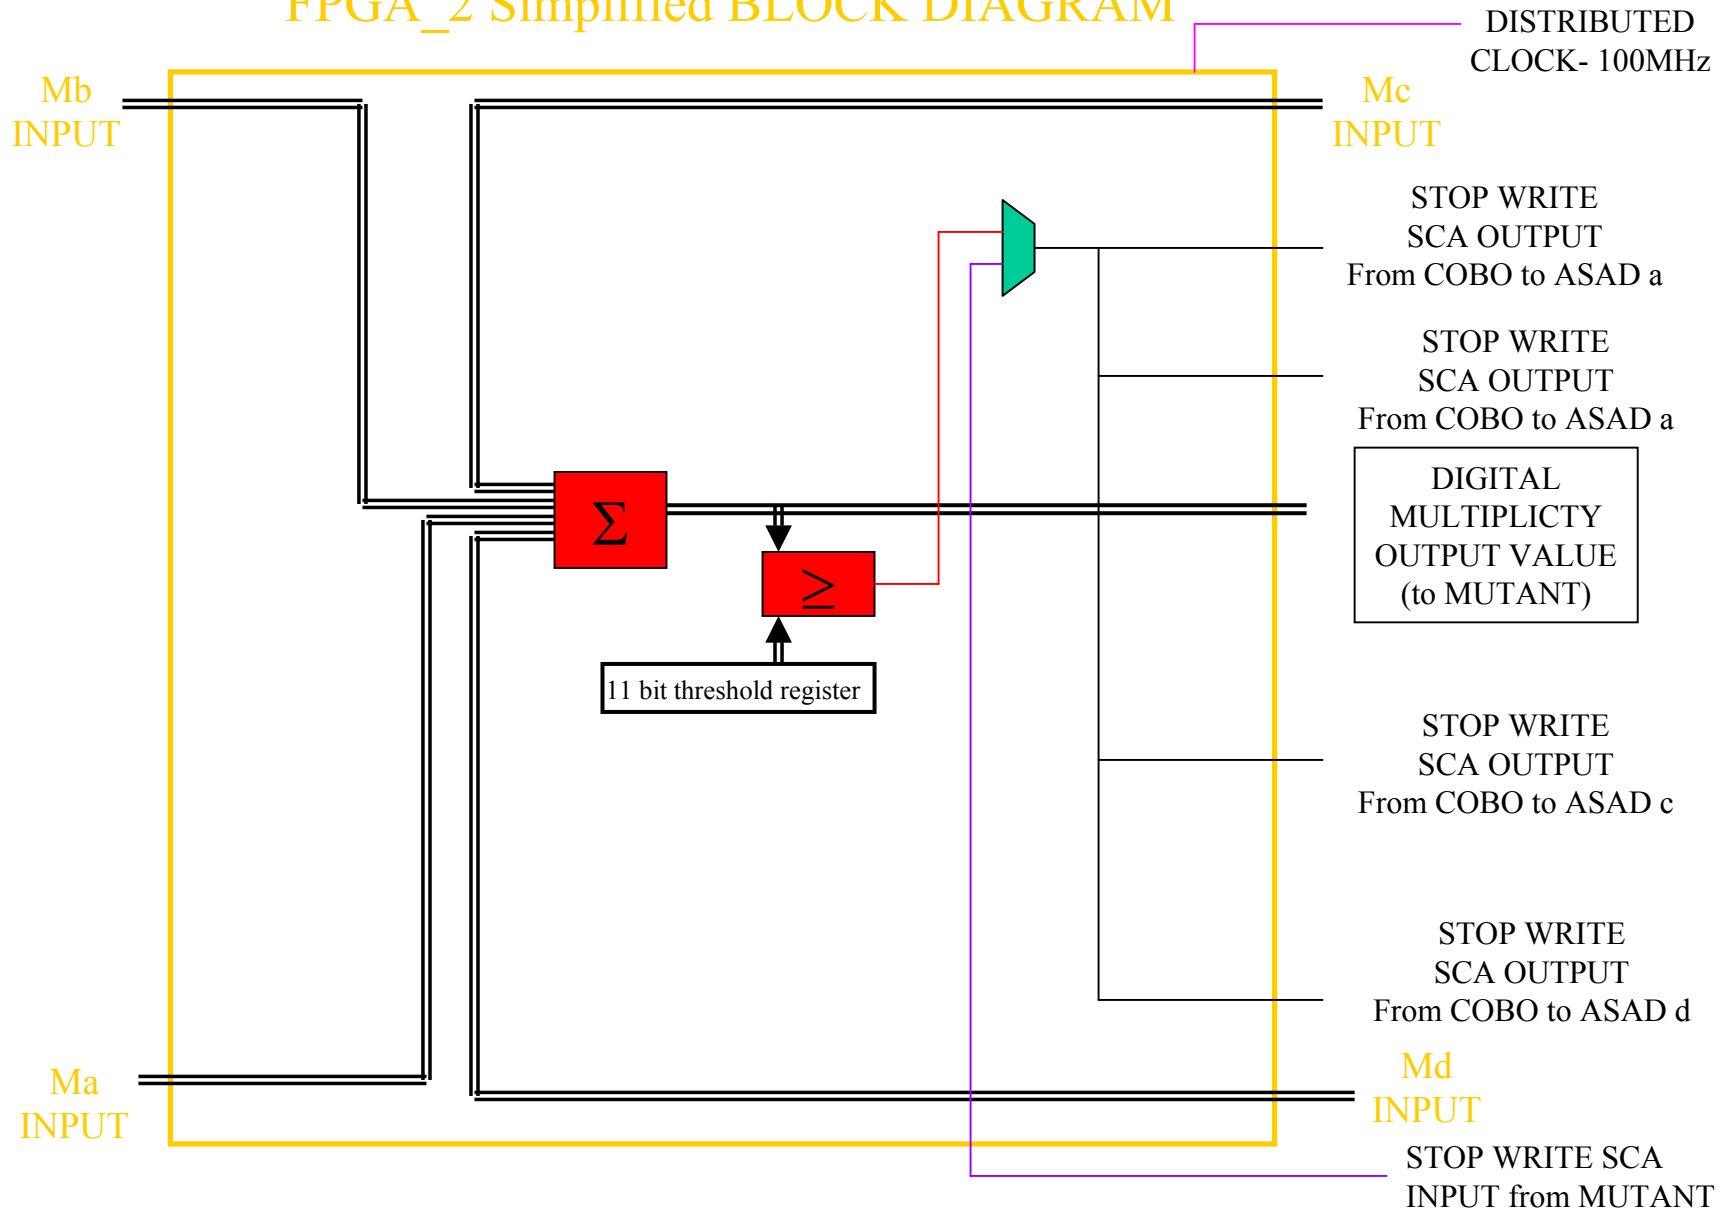 FPGA_2 Simplified BLOCK DIAGRAM
DISTRIBUTED
CLOCK- 100MHz
Mb
INPUT
Mc
INPUT
STOP WRITE
SCA OUTPUT
From COBO to ASAD a
STOP WRITE
SCA OUTPUT
From COBO to ASAD a
DIGITAL
MULTIPLICTY
OUTPUT VALUE
(to MUTANT)
Σ
≥
11 bit threshold register
STOP WRITE
SCA OUTPUT
From COBO to ASAD c
STOP WRITE
SCA OUTPUT
From COBO to ASAD d
Ma
INPUT
Md
INPUT
STOP WRITE SCA
INPUT from MUTANT